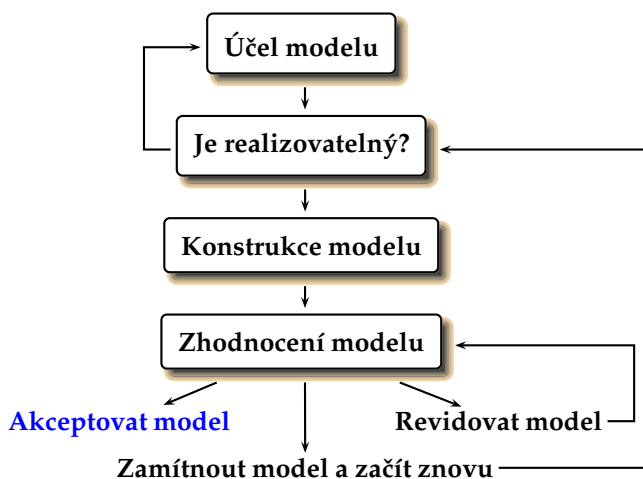 Účel modelu
Je realizovatelný?
Konstrukce modelu
Zhodnocení modelu
Akceptovat model
Revidovat model
Zamítnout model a začít znovu